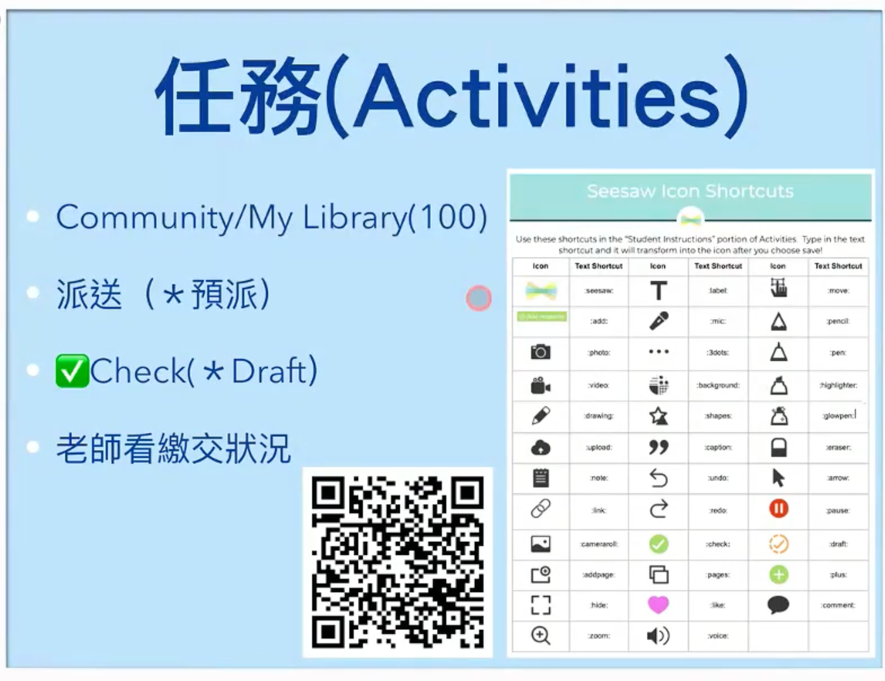 任務(Activities)
Community/My Library(100)
派送（＊預派）
✅Check(＊Draft)
老師看繳交狀況
Seesaw Icon Shortcuts
Use these shortcuts in the "Student Instructions" portion of Activities. Type in the text
shortcut and it will transform into the icon after you choose save!
Icon Text Shortcut Icon Text Shortcut Icon Text Shortcut
:seesaw: T :label: :move:
:add: :mic: :pencil:
:photo: :3dots: :pen:
:video: :background: :highlighter:
:drawing: :shapes: :glowpen:
:upload: :caption: :eraser:
:note: :undo: :arrow:
:link: :redo: :pause:
:cameraroll: :check: :draft:
:addpage: :pages: :plus:
:hide: :like: :comment:
:zoom: :voice: